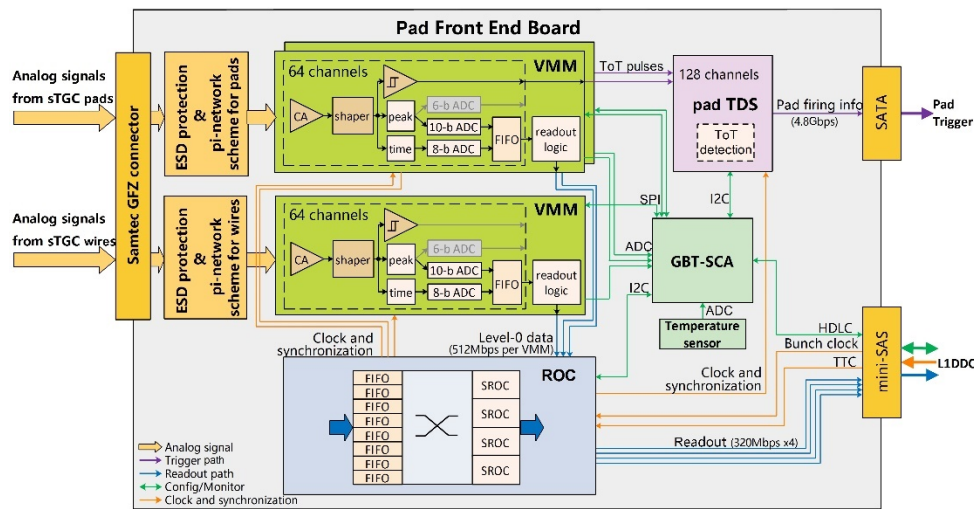 Pad Front End Board
Analog signals
from sTGC pads
Analog signals
from sTGC wires
Samtec GFZ connector
ESD protection
&
pi-network
scheme for pads
ESD protection
&
pi-network
scheme for wires
64 channels
VMM
CA
shaper
peak
time
6-b ADC
10-b ADC
8-b ADC
FIFO
readout
logic
64 channels
VMM
CA
shaper
peak
time
6-b ADC
10-b ADC
8-b ADC
FIFO
readout
logic
ToT pulses
128 channels
pad TDS
ToT
detection
Pad firing info
(4.8Gbps)
SATA
Pad
Trigger
I2C
SPI
ADC
I2C
GBT-SCA
ADC
Temperature
sensor
HDLC
Bunch clock
TTC
mini-SAS
L1DDC
Clock and
synchronization
Level-0 data
(512Mbps per VMM)
Clock and
synchronization
ROC
FIFO
FIFO
FIFO
FIFO
FIFO
FIFO
FIFO
FIFO
SROC
SROC
SROC
SROC
Readout (320Mbps x4)
Analog signal
Trigger path
Readout path
Config/Monitor
Clock and synchronization